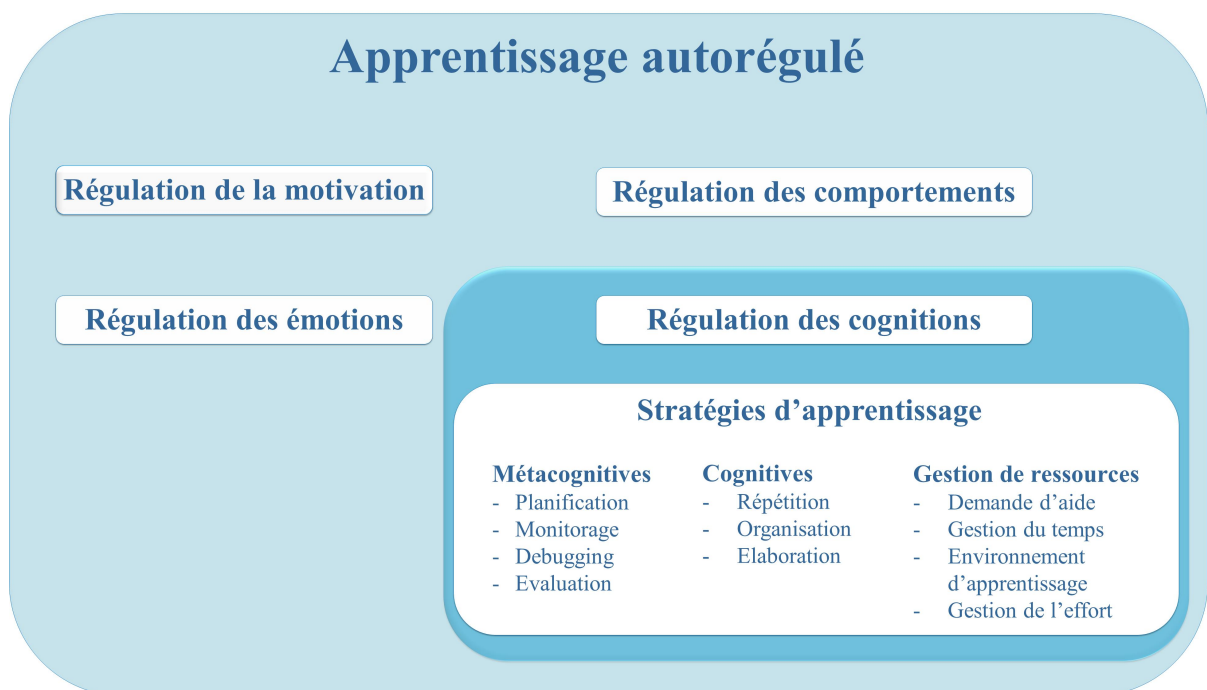 Apprentissage autorégulé
Régulation de la motivation
Régulation des comportements
Régulation des émotions
Régulation des cognitions
Stratégies d’apprentissage
Métacognitives
- Planification
- Monitorage
- Debugging
- Evaluation
Cognitives
- Répétition
- Organisation
- Elaboration
Gestion de ressources
- Demande d’aide
- Gestion du temps
- Environnement
d’apprentissage
- Gestion de l’effort